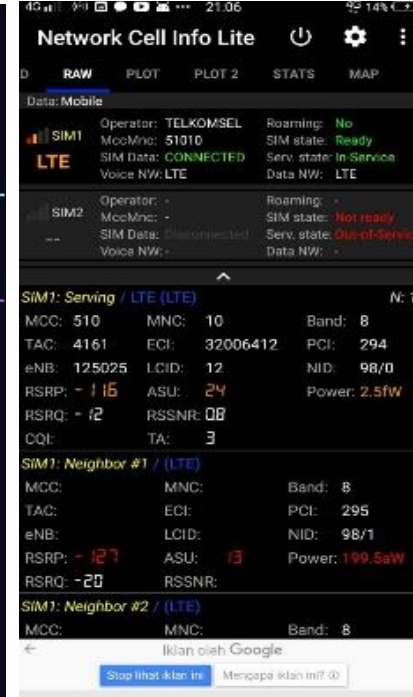 4G 21:06 14%
Network Cell Info Lite
D RAW PLOT PLOT 2 STATS MAP
Data: Mobile
SIM1 Operator: TELKOMSEL Roaming: No
MccMnc: 51010 SIM state: Ready
LTE SIM Data: CONNECTED Serv. state: In-Service
Voice NW: LTE Data NW: LTE
Operator: - Roaming: -
SIM2 MccMnc: - SIM state: Not ready
-- SIM Data: Disconnected Serv. state: Out-of-Service
Voice NW: - Data NW: -
SIM1: Serving / LTE (LTE) N:
MCC: 510 MNC: 10 Band: 8
TAC: 4161 ECI: 32006412 PCI: 294
eNB: 125025 LCID: 12 NID: 98/0
RSRP: -116 ASU: 24 Power: 2.5fW
RSRQ: -12 RSSNR: 0.8
CQI: TA: 3
SIM1: Neighbor #1 / (LTE)
MCC: MNC: Band: 8
TAC: ECI: PCI: 295
eNB: LCID: NID: 98/1
RSRP: -127 ASU: 13 Power: 199.5aW
RSRQ: -20 RSSNR:
SIM1: Neighbor #2 / (LTE)
MCC: MNC: Band: 8
Iklan oleh Google
Stop lihat iklan ini Mengapa iklan ini?